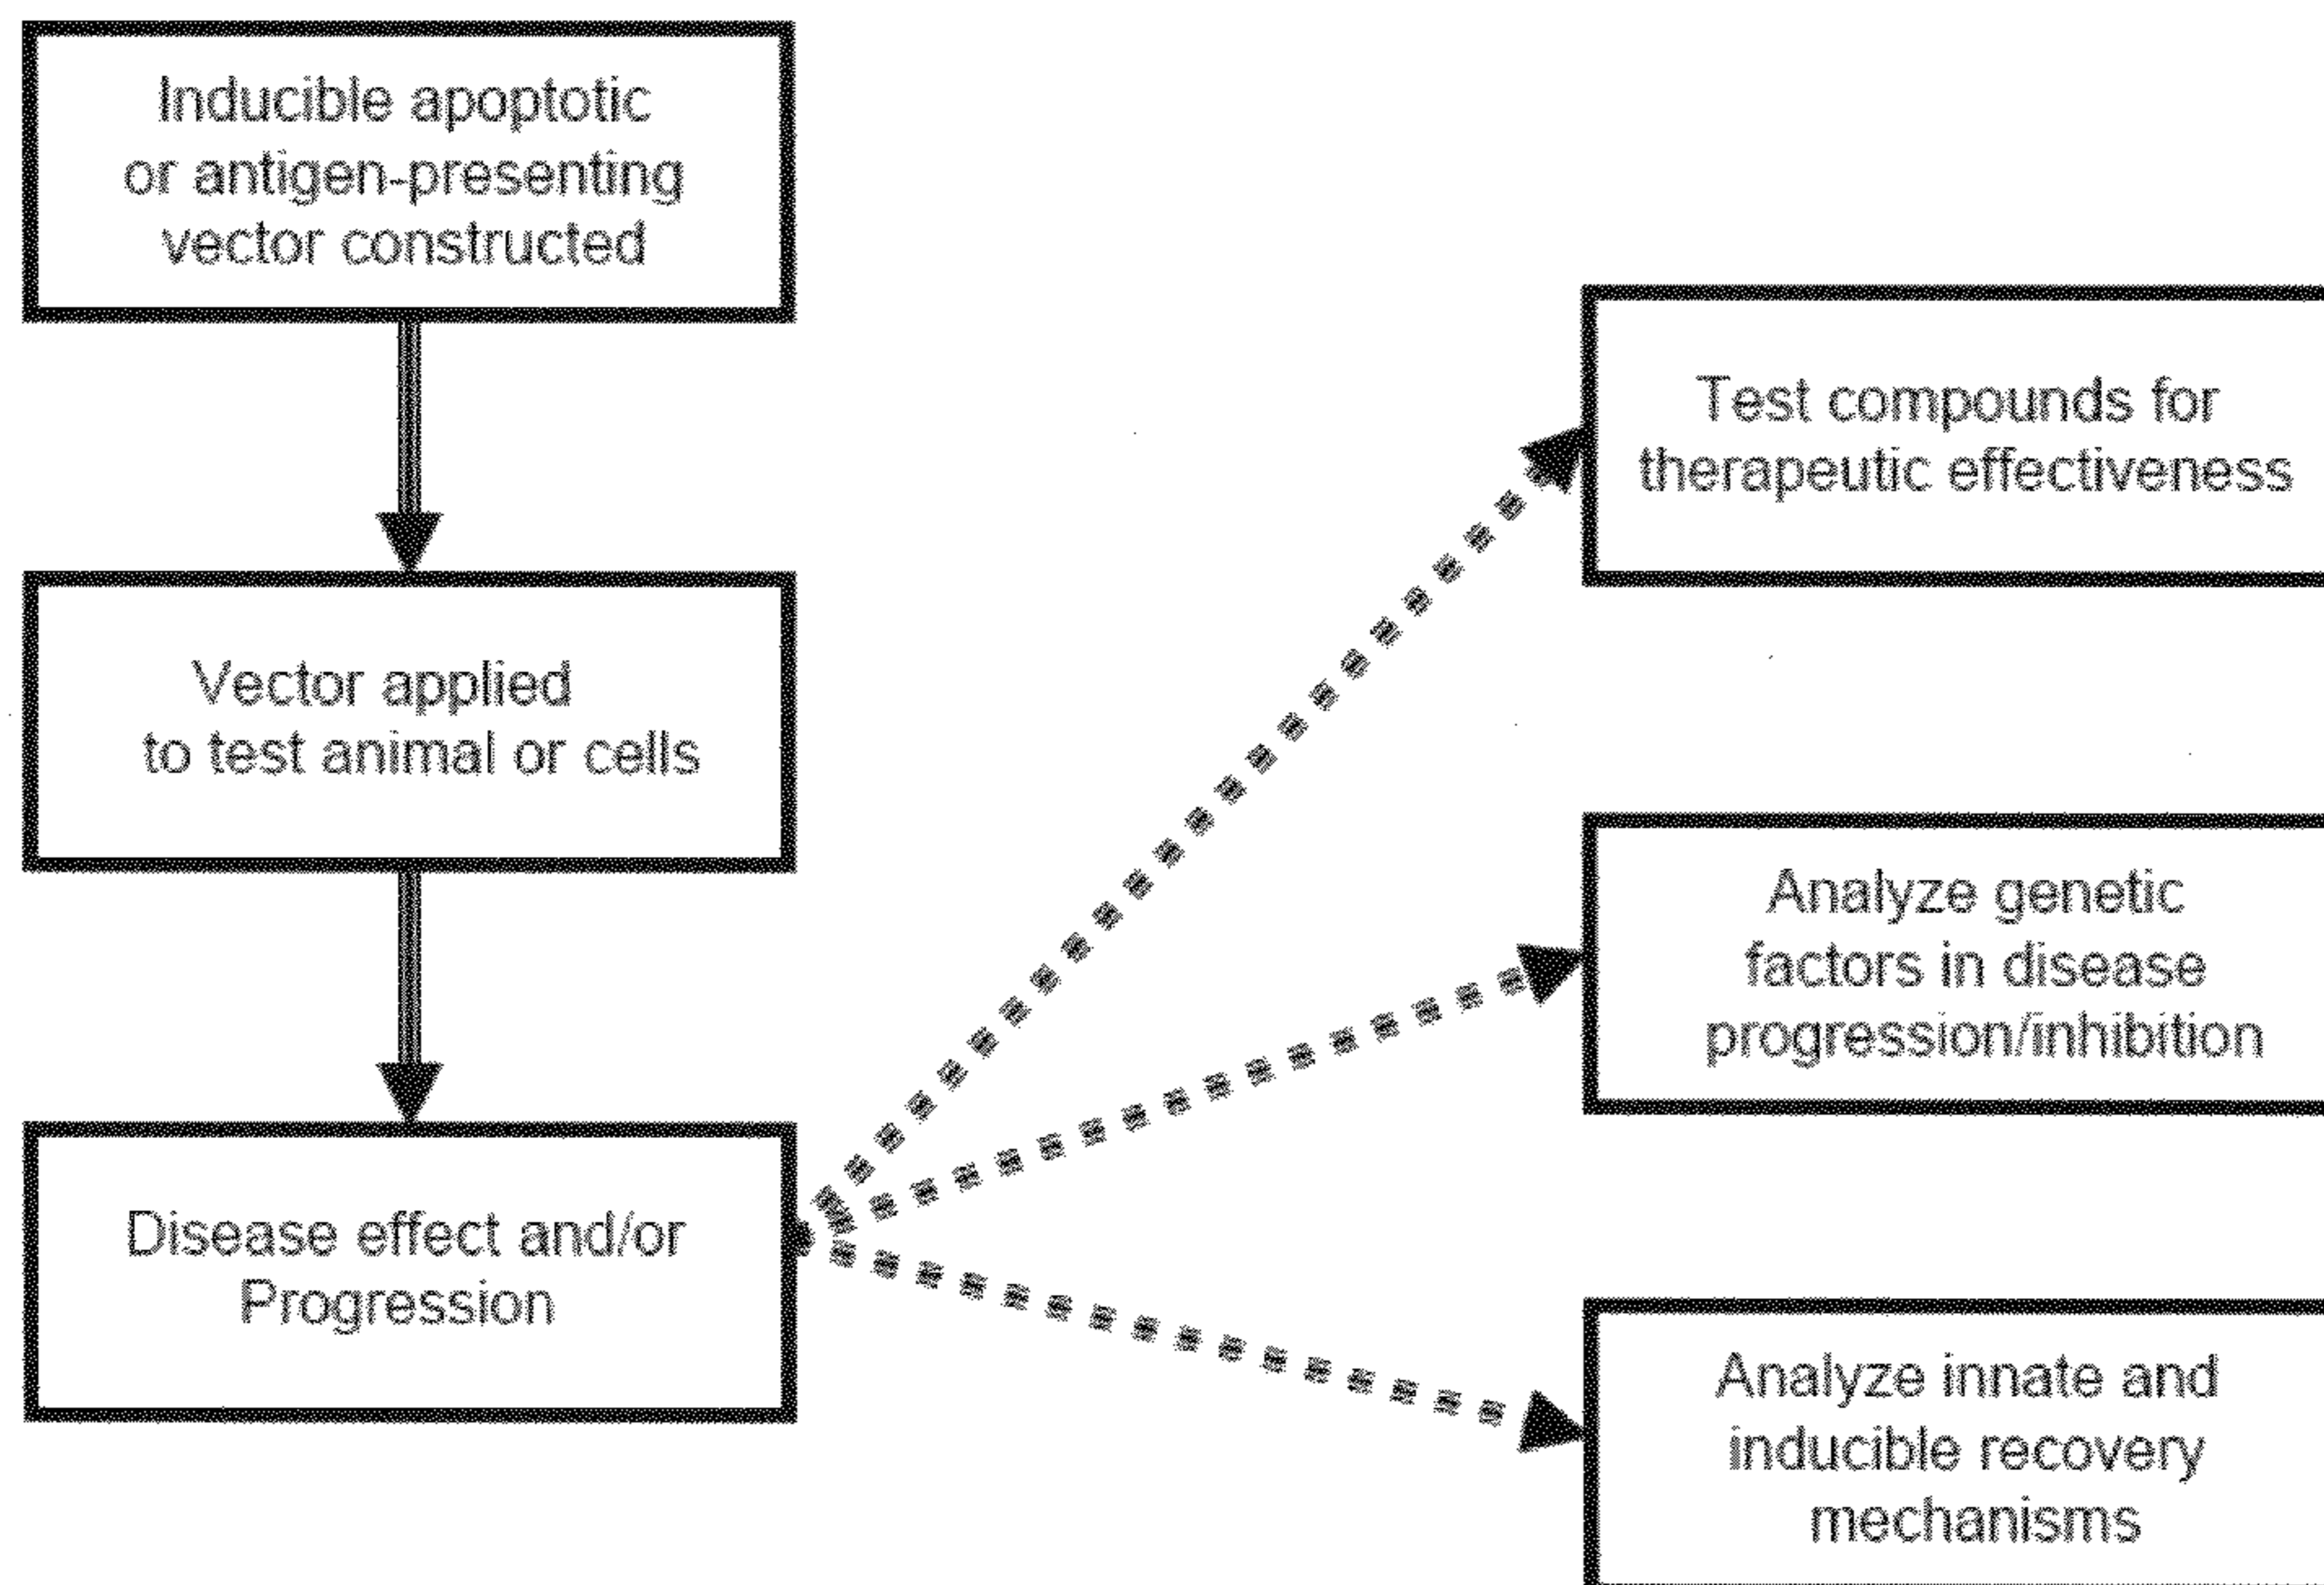 Inducible apoptotic
or antigen-presenting
vector constructed
Vector applied
to test animal or cells
Disease effect and/or
Progression
Test compounds for
therapeutic effectiveness
Analyze genetic
factors in disease
progression/inhibition
Analyze innate and
inducible recovery
mechanisms